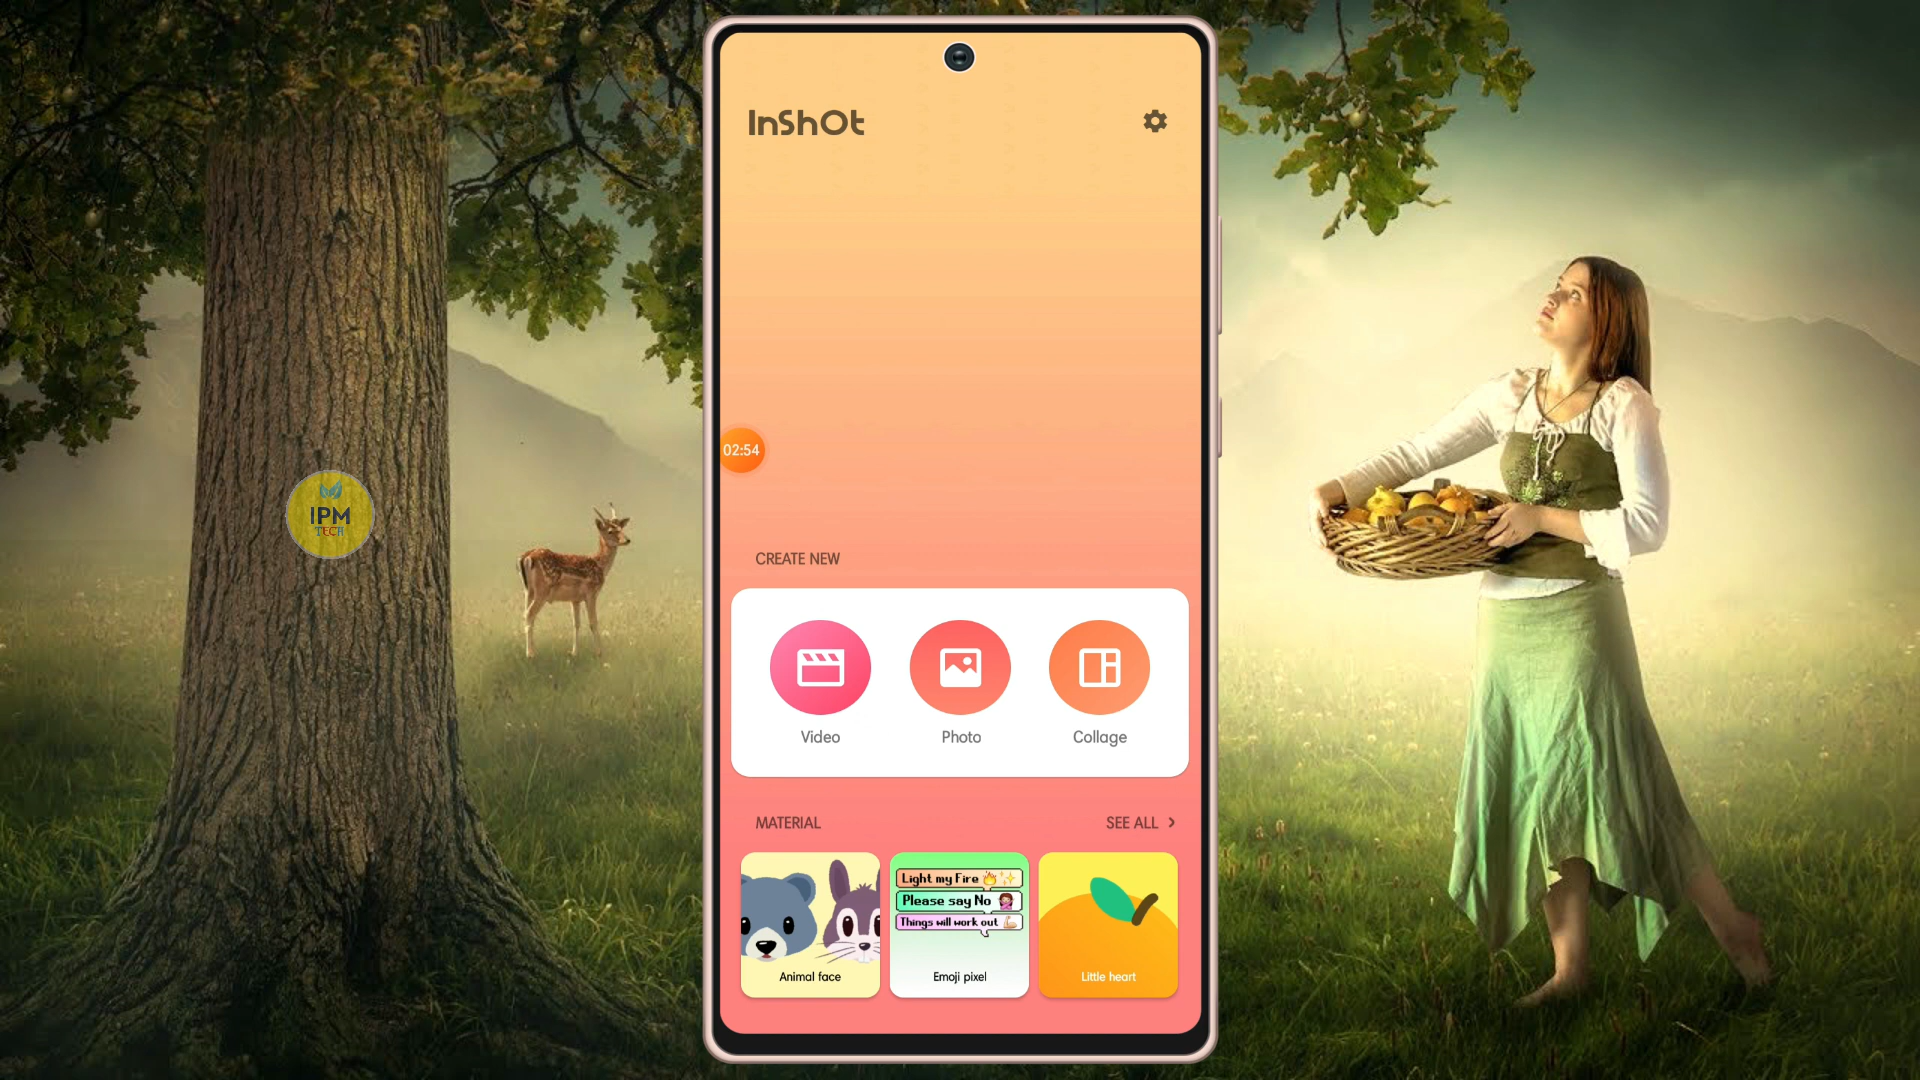 InShOt
02:54
IPM
TECH
CREATE NEW
Video
Photo
Collage
MATERIAL
SEE ALL >
Light my Fire 🔥✨
Please say No 🙅
Things will work out 💪
Animal face
Emoji pixel
Little heart